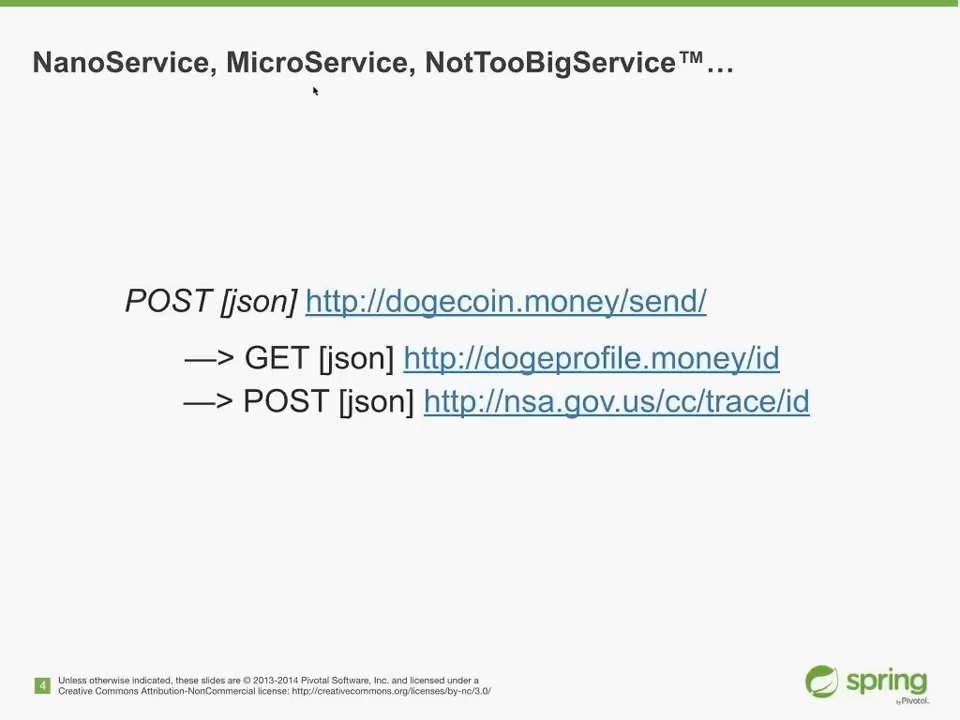 NanoService, MicroService, NotTooBigService™…
POST [json] http://dogecoin.money/send/
—> GET [json] http://dogeprofile.money/id
—> POST [json] http://nsa.gov.us/cc/trace/id
4
Unless otherwise indicated, these slides are © 2013-2014 Pivotal Software, Inc. and licensed under a
Creative Commons Attribution-NonCommercial license: http://creativecommons.org/licenses/by-nc/3.0/
spring
by Pivotal.